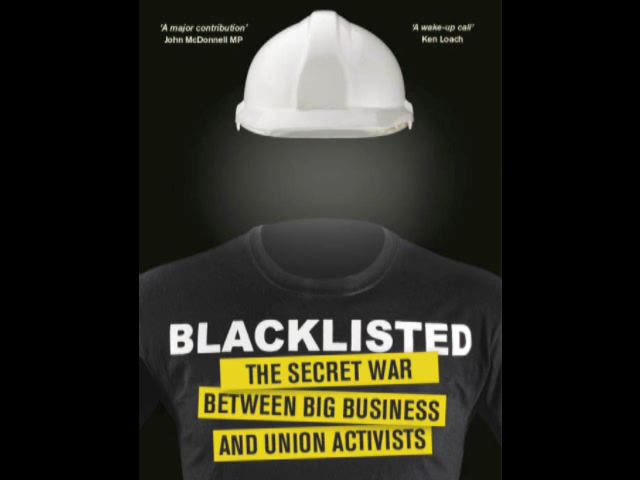 'A major contribution'
John McDonnell MP
'A wake-up call'
Ken Loach
BLACKLISTED
THE SECRET WAR
BETWEEN BIG BUSINESS
AND UNION ACTIVISTS